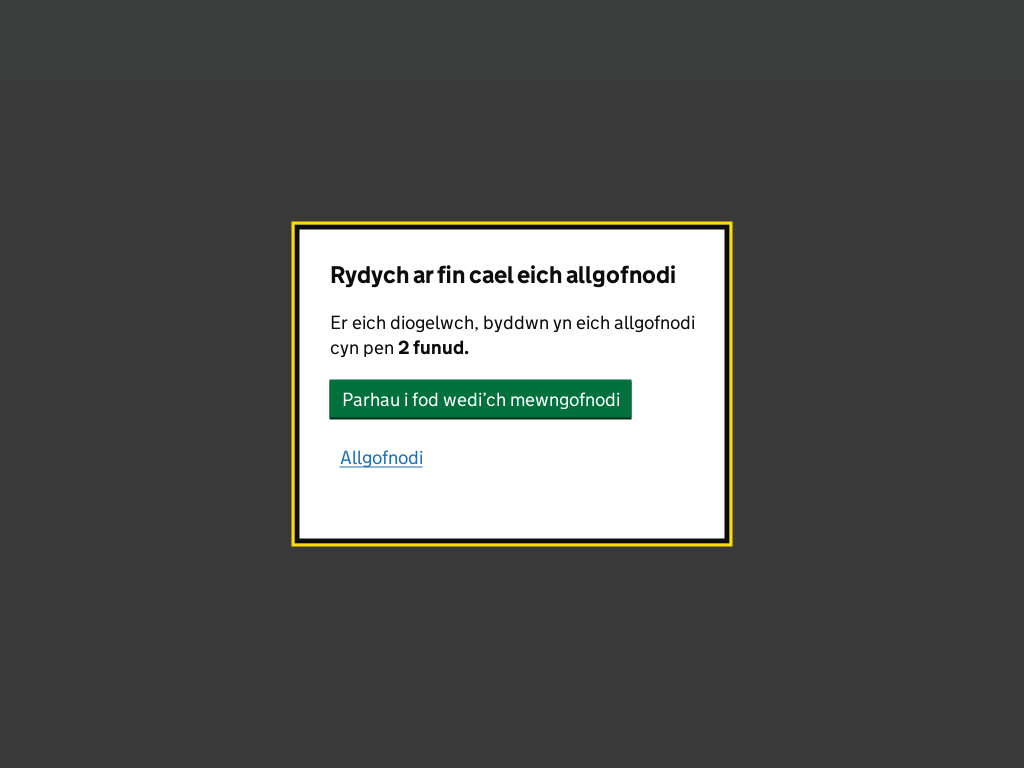 Rydych ar fin cael eich allgofnodi
Er eich diogelwch, byddwn yn eich allgofnodi
cyn pen 2 funud.
Parhau i fod wedi’ch mewngofnodi
Allgofnodi